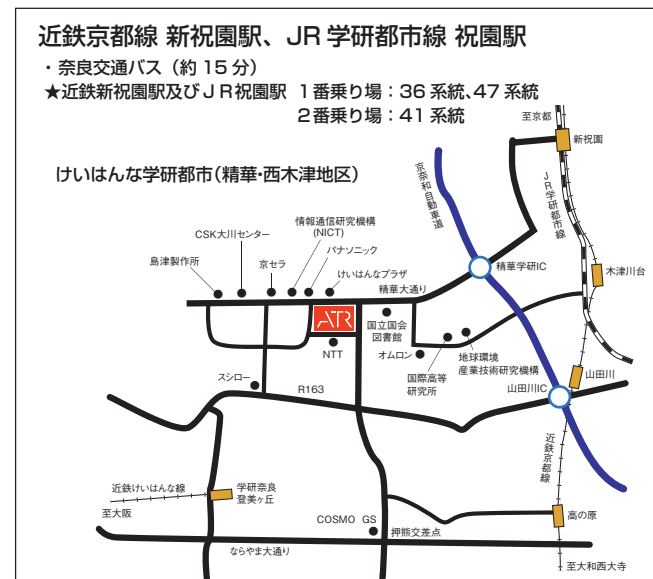 近鉄京都線 新祝園駅、JR 学研都市線 祝園駅
・奈良交通バス（約 15 分）
★近鉄新祝園駅及びＪＲ祝園駅 1番乗り場：36 系統、47 系統
2番乗り場：41 系統
けいはんな学研都市（精華・西木津地区）
至京都
新祝園
京奈和自動車道
JR学研都市線
情報通信研究機構
(NICT)
CSK大川センター
パナソニック
島津製作所
京セラ
けいはんなプラザ
精華大通り
精華学研IC
木津川台
ATR
国立国会
図書館
NTT
オムロン
国際高等
研究所
地球環境
産業技術研究機構
山田川
スシロー
R163
山田川IC
近鉄京都線
近鉄けいはんな線
至大阪
学研奈良
登美ヶ丘
COSMO GS
押熊交差点
高の原
ならやま大通り
至大和西大寺